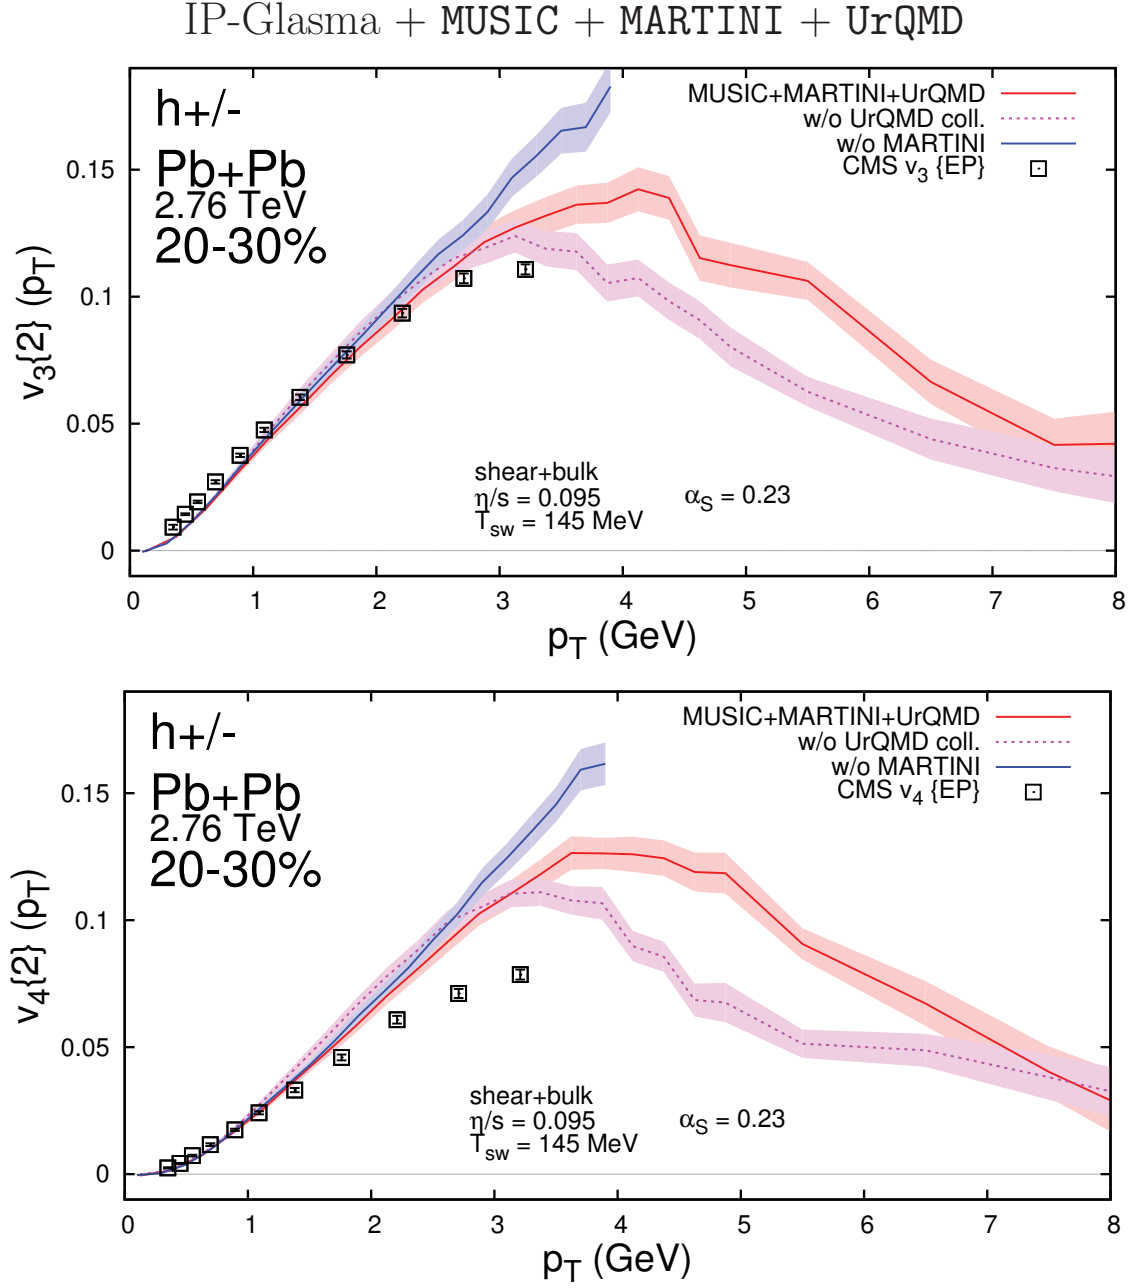 IP-Glasma + MUSIC + MARTINI + UrQMD
h+/-
Pb+Pb
2.76 TeV
20-30%
MUSIC+MARTINI+UrQMD
w/o UrQMD coll.
w/o MARTINI
CMS v3 {EP}
0.15
0.1
0.05
0
v3{2} (pT)
shear+bulk
η/s = 0.095
Tsw = 145 MeV
αS = 0.23
0 1 2 3 4 5 6 7 8
pT (GeV)
h+/-
Pb+Pb
2.76 TeV
20-30%
MUSIC+MARTINI+UrQMD
w/o UrQMD coll.
w/o MARTINI
CMS v4 {EP}
0.15
0.1
0.05
0
v4{2} (pT)
shear+bulk
η/s = 0.095
Tsw = 145 MeV
αS = 0.23
0 1 2 3 4 5 6 7 8
pT (GeV)